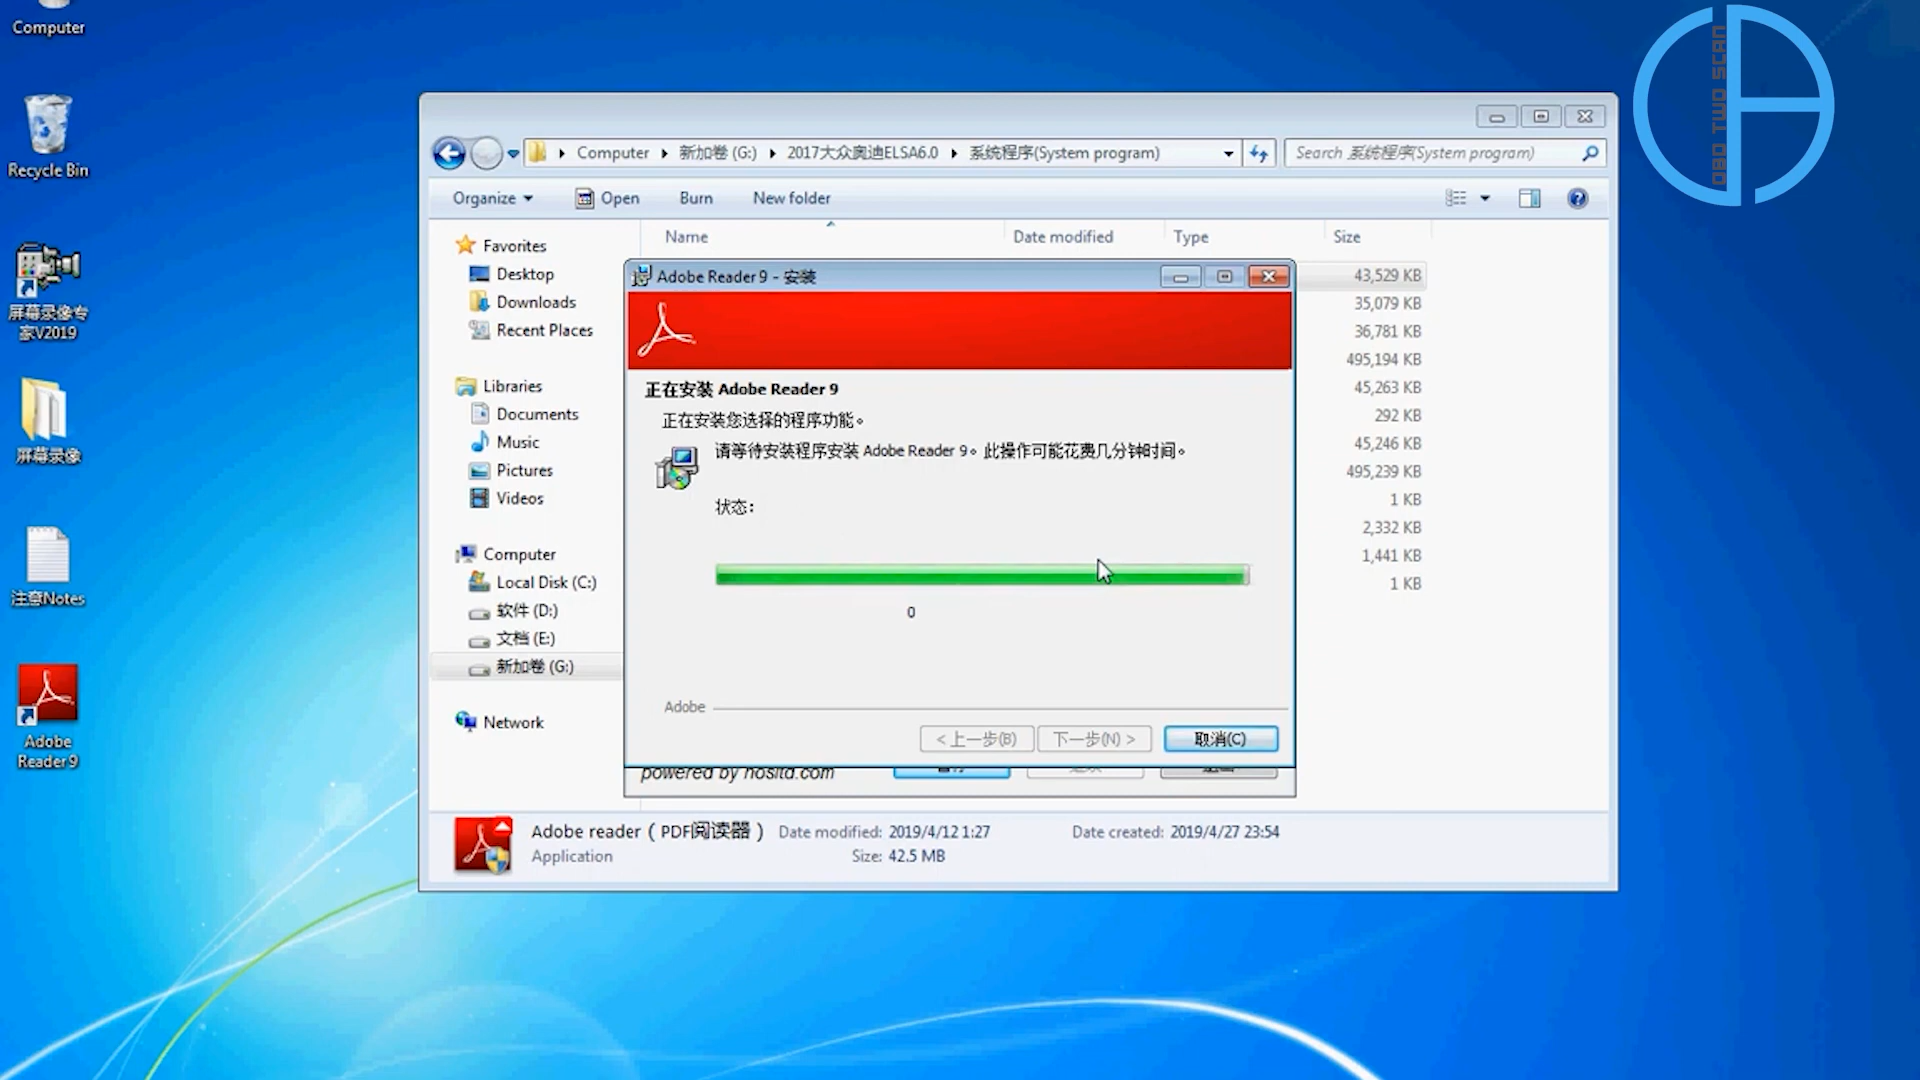 Computer
Recycle Bin
屏幕录像专
家V2019
屏幕录像
注意Notes
Adobe
Reader 9
OBD TWO SCAN
Computer
新加卷 (G:)
2017大众奥迪ELSA6.0
系统程序(System program)
Search 系统程序(System program)
Organize
Open
Burn
New folder
Name
Date modified
Type
Size
Favorites
Desktop
Downloads
Recent Places
Libraries
Documents
Music
Pictures
Videos
Computer
Local Disk (C:)
软件 (D:)
文档 (E:)
新加卷 (G:)
Network
43,529 KB
35,079 KB
36,781 KB
495,194 KB
45,263 KB
292 KB
45,246 KB
495,239 KB
1 KB
2,332 KB
1,441 KB
1 KB
Adobe Reader 9 - 安装
正在安装 Adobe Reader 9
正在安装您选择的程序功能。
请等待安装程序安装 Adobe Reader 9。此操作可能花费几分钟时间。
状态:
0
Adobe
< 上一步(B)
下一步(N) >
取消(C)
powered by nosltd.com
Adobe reader ( PDF阅读器 )
Date modified: 2019/4/12 1:27
Date created: 2019/4/27 23:54
Application
Size: 42.5 MB